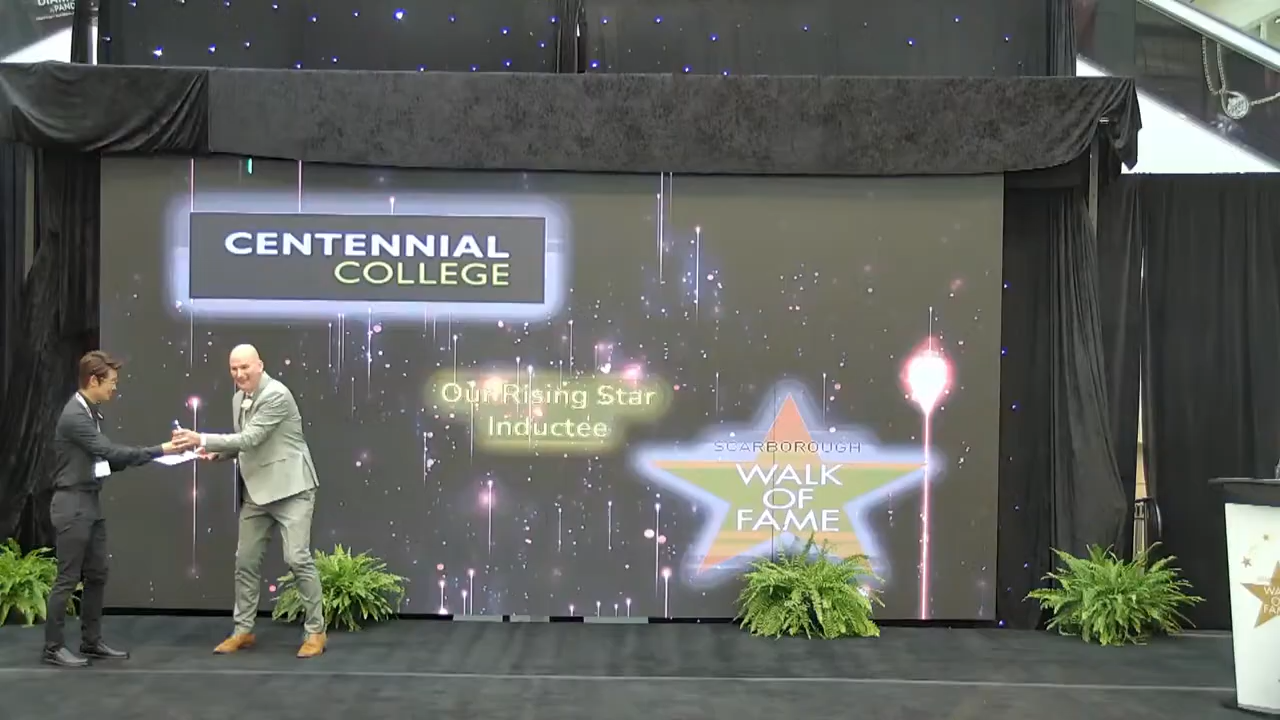 CENTENNIAL
COLLEGE
Our Rising Star
Inductee
SCARBOROUGH
WALK
OF
FAME